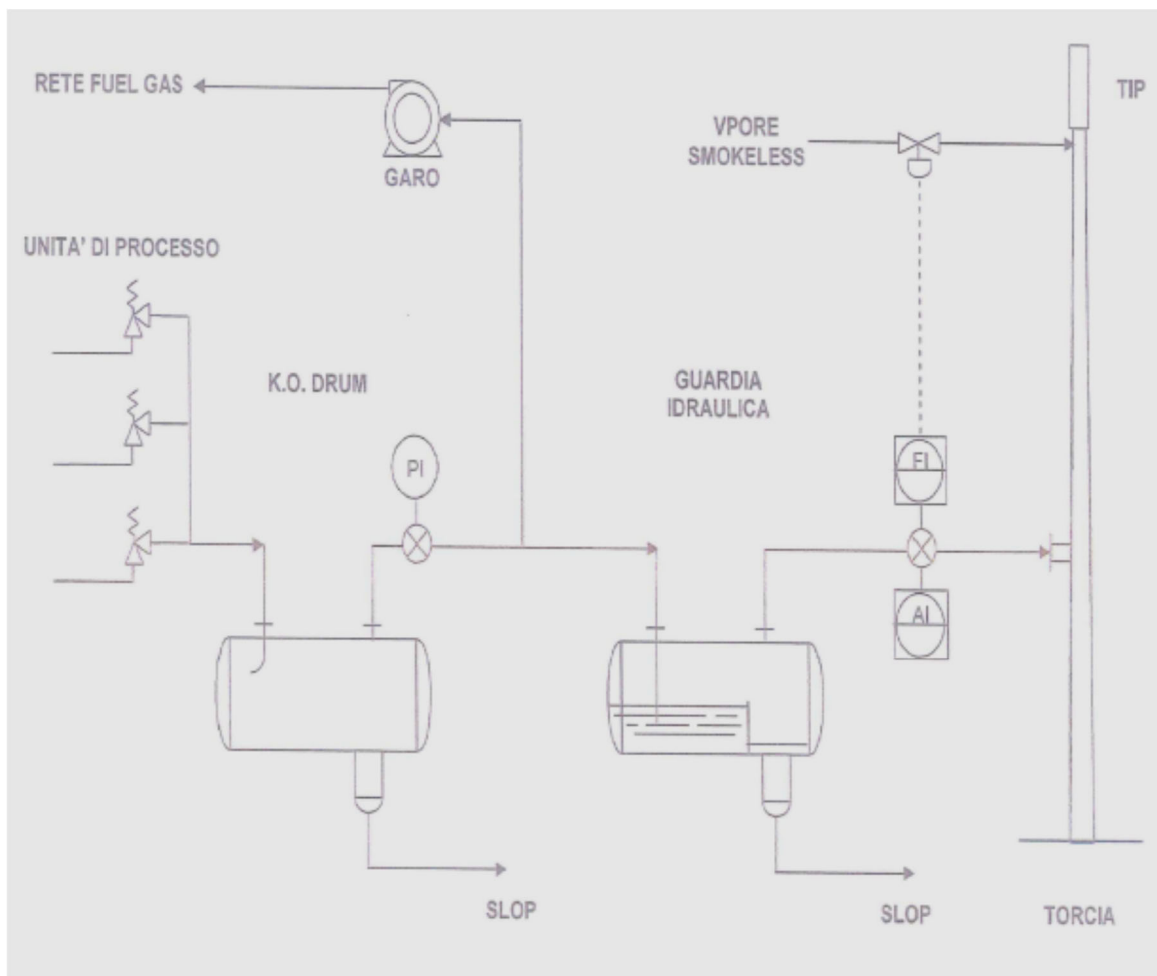 RETE FUEL GAS
TIP
VPORE
SMOKELESS
GARO
UNITA' DI PROCESSO
K.O. DRUM
GUARDIA
IDRAULICA
PI
FI
AI
SLOP
SLOP
TORCIA